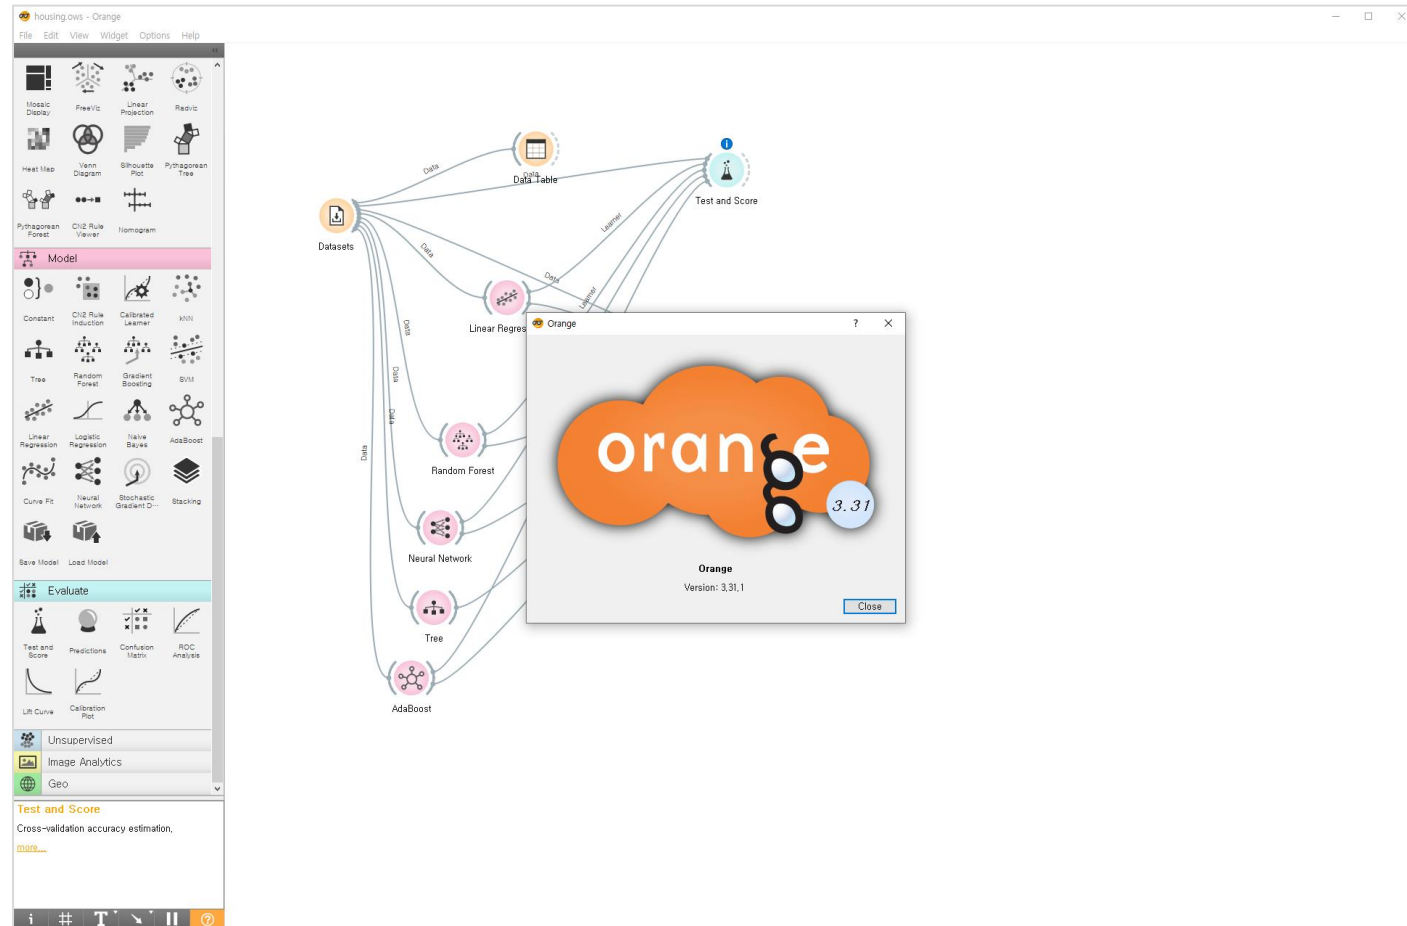 housing.ows - Orange
File Edit View Widget Options Help
Mosaic Display
FreeViz
Linear Projection
Radviz
Heat Map
Venn Diagram
Silhouette Plot
Pythagorean Tree
Pythagorean Forest
CN2 Rule Viewer
Nomogram
Model
Constant
CN2 Rule Induction
Calibrated Learner
kNN
Tree
Random Forest
Gradient Boosting
SVM
Linear Regression
Logistic Regression
Naive Bayes
AdaBoost
Curve Fit
Neural Network
Stochastic Gradient D...
Stacking
Save Model
Load Model
Evaluate
Test and Score
Predictions
Confusion Matrix
ROC Analysis
Lift Curve
Calibration Plot
Unsupervised
Image Analytics
Geo
Test and Score
Cross-validation accuracy estimation.
more...
Data
Data
Data Table
Test and Score
Datasets
Learner
Data
Data
Learner
Linear Regres
Data
Data
Data
Data
Random Forest
Neural Network
Tree
AdaBoost
Orange
orange
3.31
Orange
Version: 3.31.1
Close